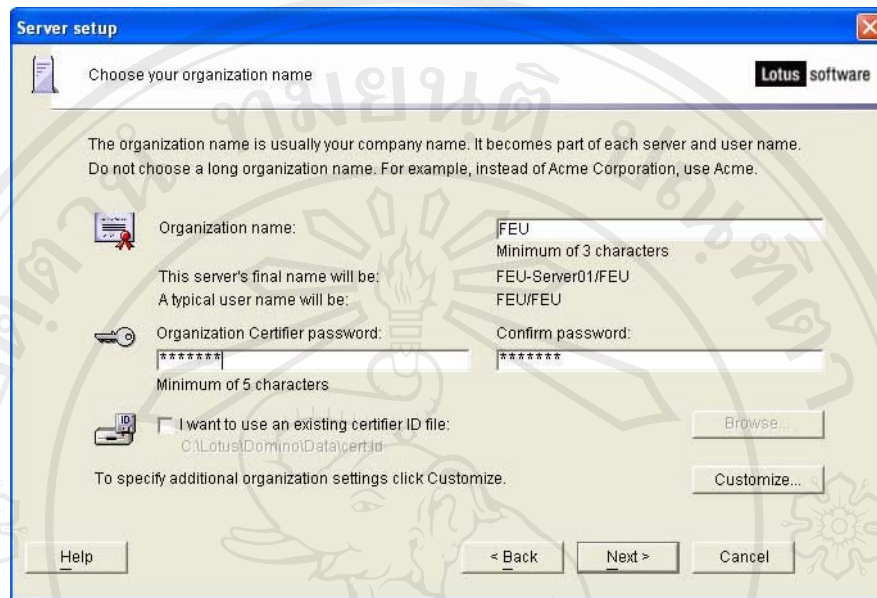 Server setup
Choose your organization name
Lotus software
The organization name is usually your company name. It becomes part of each server and user name.
Do not choose a long organization name. For example, instead of Acme Corporation, use Acme.
Organization name:
FEU
Minimum of 3 characters
This server's final name will be:
FEU-Server01/FEU
A typical user name will be:
FEU/FEU
Organization Certifier password:
Confirm password:
*******
*******
Minimum of 5 characters
ID
I want to use an existing certifier ID file:
Browse...
C:\Lotus\Domino\Data\cert.id
To specify additional organization settings click Customize.
Customize...
Help
< Back
Next >
Cancel